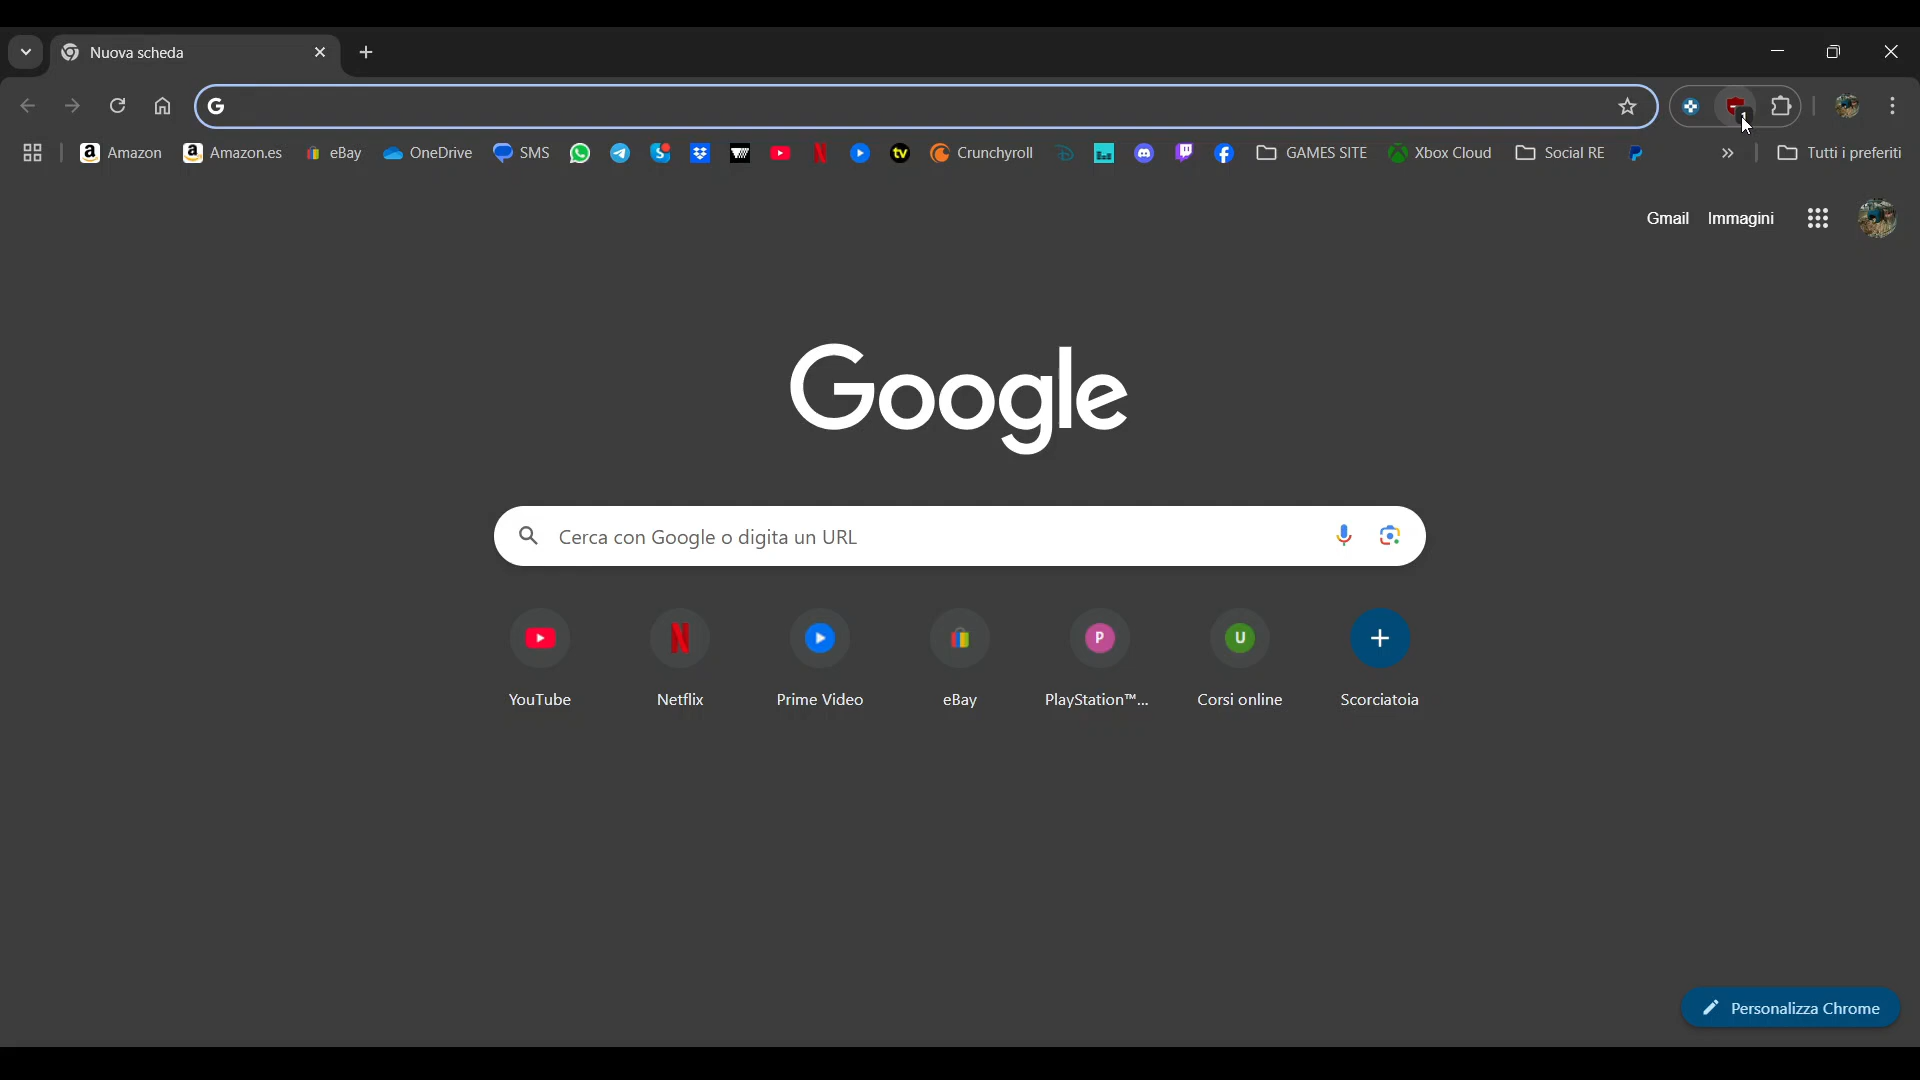 Nuova scheda
Amazon Amazon.es eBay OneDrive SMS tv Crunchyroll GAMES SITE Xbox Cloud Social RE Tutti i preferiti
Gmail Immagini
Google
Cerca con Google o digita un URL
P U
YouTube Netflix Prime Video eBay PlayStation™... Corsi online Scorciatoia
Personalizza Chrome